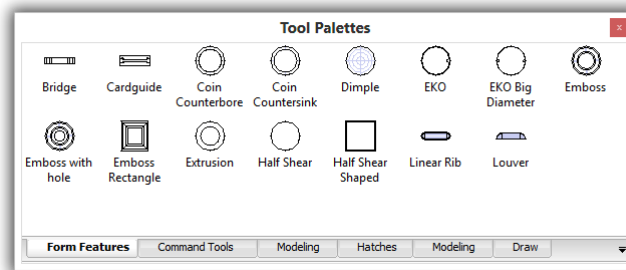 Tool Palettes
x
Bridge
Cardguide
Coin
Counterbore
Coin
Countersink
Dimple
EKO
EKO Big
Diameter
Emboss
Emboss with
hole
Emboss
Rectangle
Extrusion
Half Shear
Half Shear
Shaped
Linear Rib
Louver
Form Features
Command Tools
Modeling
Hatches
Modeling
Draw